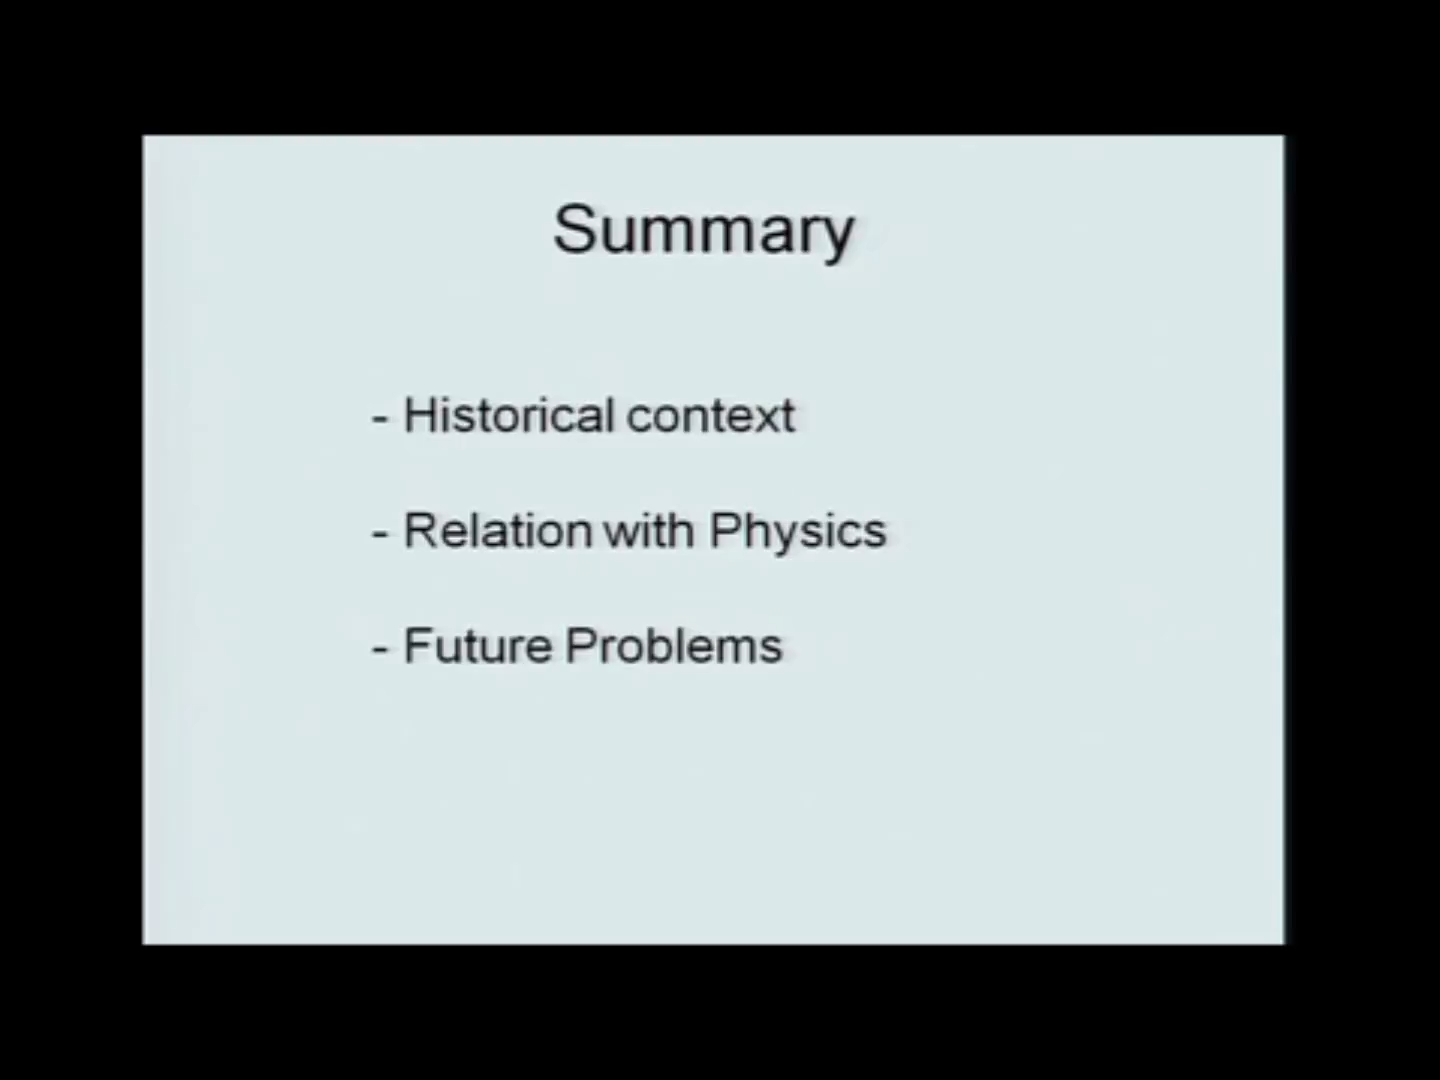 Summary
- Historical context
- Relation with Physics
- Future Problems